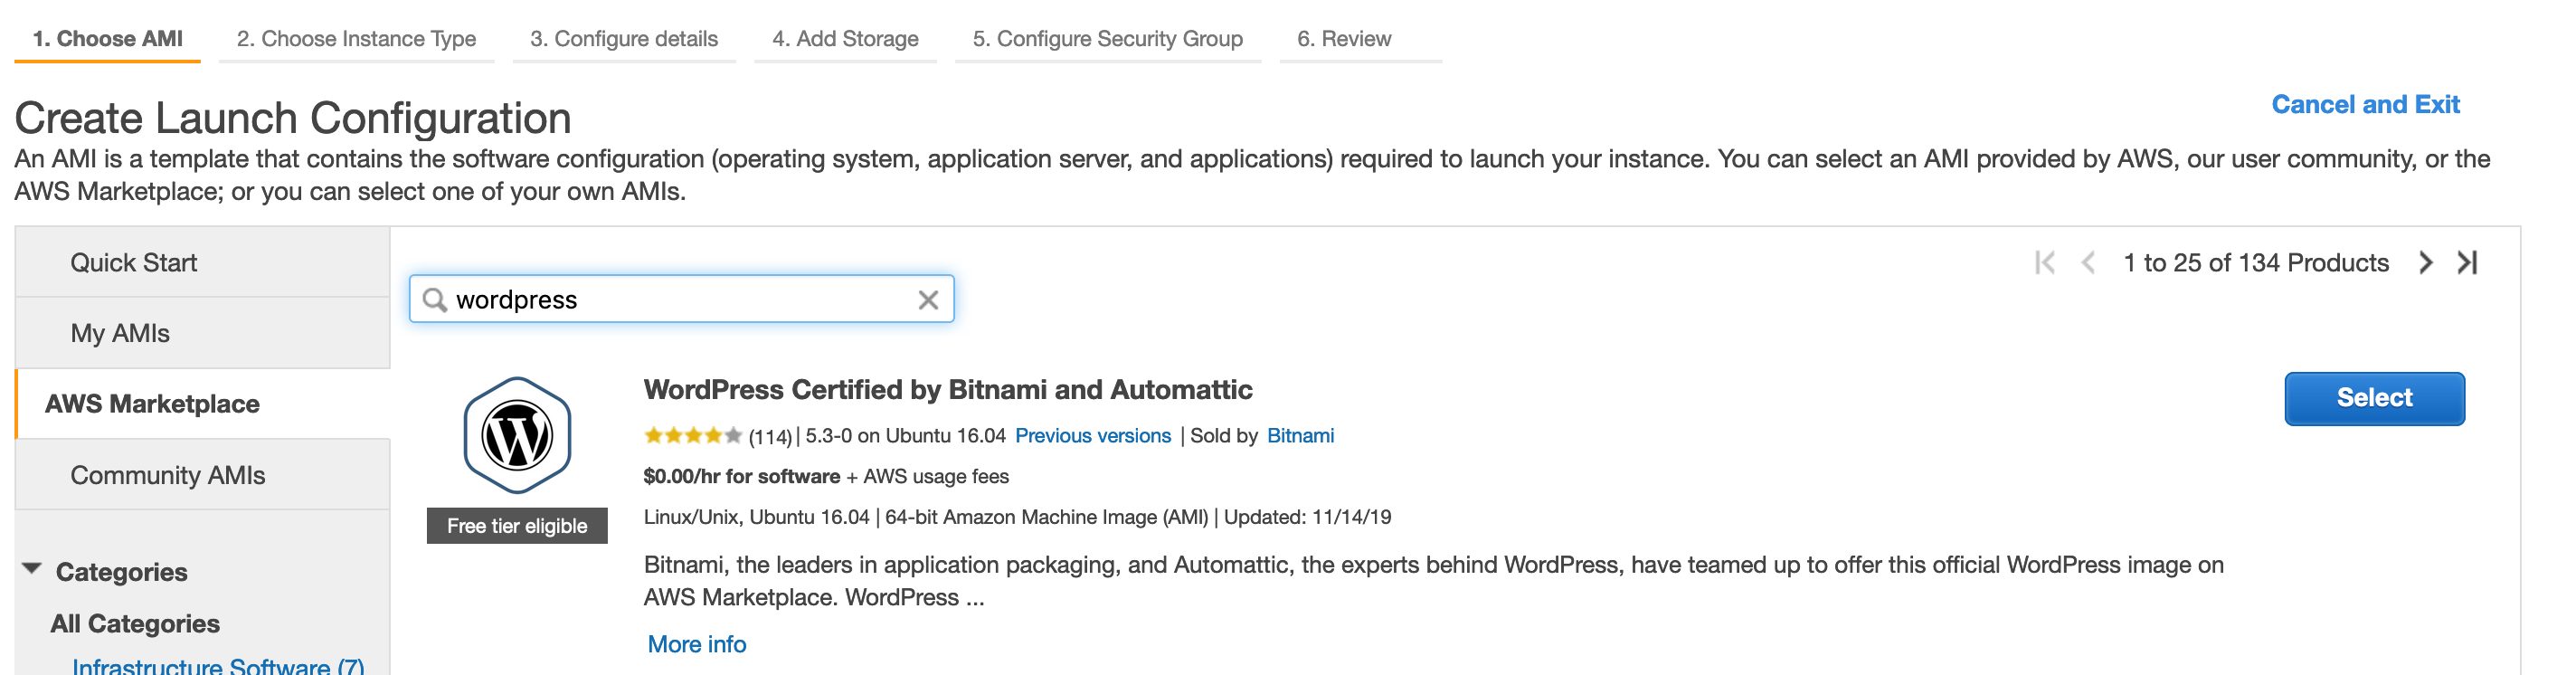 1. Choose AMI 2. Choose Instance Type 3. Configure details 4. Add Storage 5. Configure Security Group 6. Review
Create Launch Configuration
Cancel and Exit
An AMI is a template that contains the software configuration (operating system, application server, and applications) required to launch your instance. You can select an AMI provided by AWS, our user community, or the
AWS Marketplace; or you can select one of your own AMIs.
Quick Start
My AMIs
AWS Marketplace
Community AMIs
Categories
All Categories
Infrastructure Software (7)
wordpress
1 to 25 of 134 Products
WordPress Certified by Bitnami and Automattic
(114) | 5.3-0 on Ubuntu 16.04 Previous versions | Sold by Bitnami
$0.00/hr for software + AWS usage fees
Linux/Unix, Ubuntu 16.04 | 64-bit Amazon Machine Image (AMI) | Updated: 11/14/19
Bitnami, the leaders in application packaging, and Automattic, the experts behind WordPress, have teamed up to offer this official WordPress image on
AWS Marketplace. WordPress ...
More info
Free tier eligible
Select